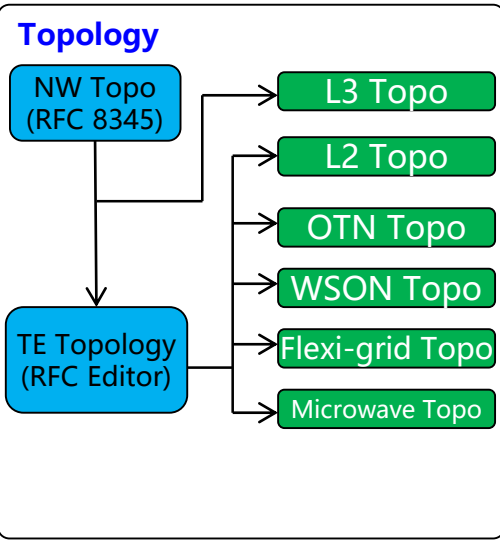 Topology
NW Topo
(RFC 8345)
L3 Topo
L2 Topo
OTN Topo
WSON Topo
TE Topology
(RFC Editor)
Flexi-grid Topo
Microwave Topo